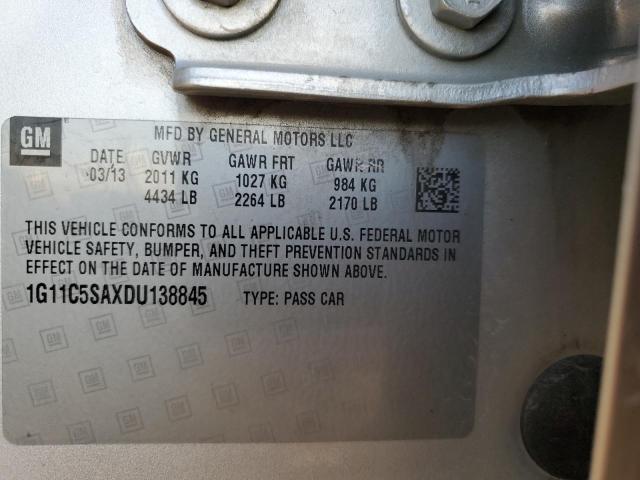 GM MFD BY GENERAL MOTORS LLC
DATE GVWR GAWR FRT GAWR RR
03/13 2011 KG 1027 KG 984 KG
4434 LB 2264 LB 2170 LB
THIS VEHICLE CONFORMS TO ALL APPLICABLE U.S. FEDERAL MOTOR
VEHICLE SAFETY, BUMPER, AND THEFT PREVENTION STANDARDS IN
EFFECT ON THE DATE OF MANUFACTURE SHOWN ABOVE.
1G11C5SAXDU138845 TYPE: PASS CAR